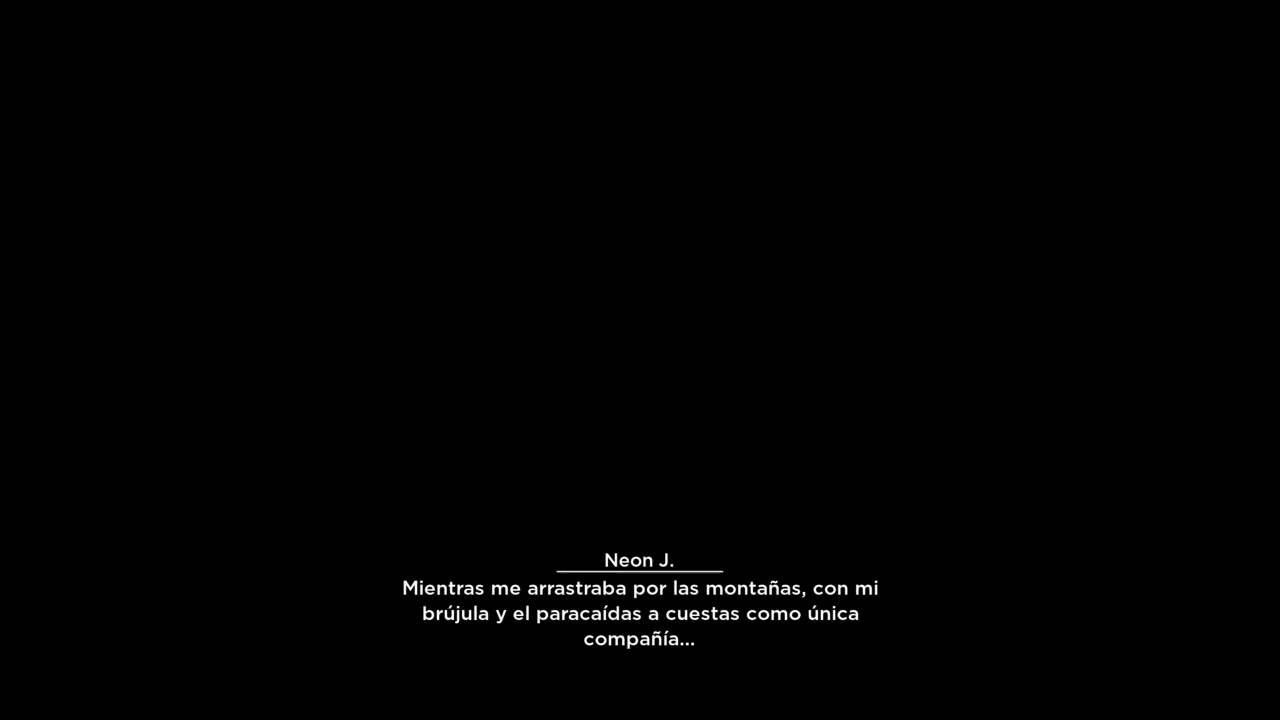 Neon J.
Mientras me arrastraba por las montañas, con mi
brújula y el paracaídas a cuestas como única
compañía...